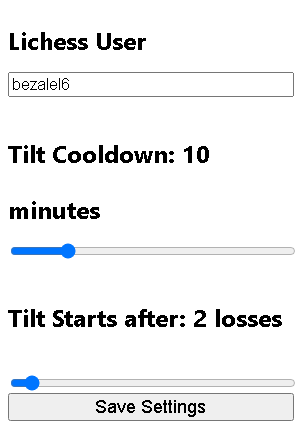 Lichess User
bezalel6
Tilt Cooldown: 10
minutes
Tilt Starts after: 2 losses
Save Settings